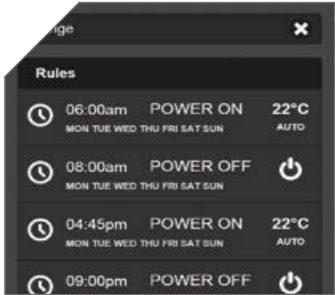 nge
Rules
06:00am POWER ON 22°C
MON TUE WED THU FRI SAT SUN AUTO
08:00am POWER OFF
MON TUE WED THU FRI SAT SUN
04:45pm POWER ON 22°C
MON TUE WED THU FRI SAT SUN AUTO
09:00pm POWER OFF